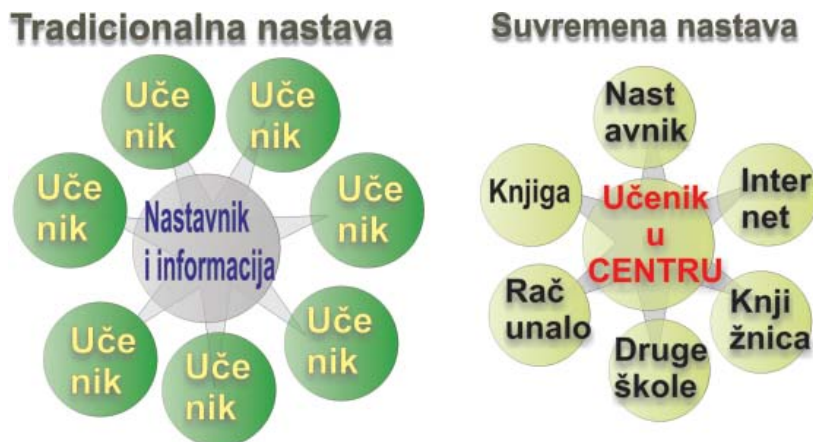 Tradicionalna nastava
Uče
nik
Uče
nik
Uče
nik
Uče
nik
Uče
nik
Uče
nik
Uče
nik
Nastavnik
i informacija
Suvremena nastava
Nast
avnik
Inter
net
Knji
žnica
Druge
škole
Rač
unalo
Knjiga
Učenik
u
CENTRU